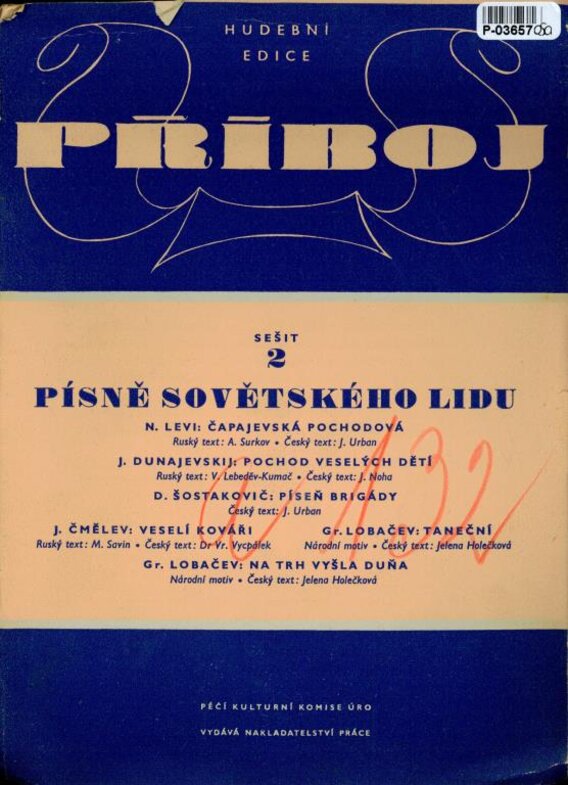 P-03657
HUDEBNÍ
EDICE
PŘÍBOJ
SEŠIT
2
PÍSNĚ SOVĚTSKÉHO LIDU
N. LEVI: ČAPAJEVSKÁ POCHODOVÁ
Ruský text: A. Surkov • Český text: J. Urban
J. DUNAJEVSKIJ: POCHOD VESELÝCH DĚTÍ
Ruský text: V. Lebeděv-Kumač • Český text: J. Noha
D. ŠOSTAKOVIČ: PÍSEŇ BRIGÁDY
Český text: J. Urban
J. ČMĚLEV: VESELÍ KOVÁŘI
Ruský text: M. Savin • Český text: Dr Vr. Vycpálek
Gr. LOBAČEV: TANEČNÍ
Národní motiv • Český text: Jelena Holečková
Gr. LOBAČEV: NA TRH VYŠLA DUŇA
Národní motiv • Český text: Jelena Holečková
132
PÉČÍ KULTURNÍ KOMISE ÚRO
VYDÁVÁ NAKLADATELSTVÍ PRÁCE